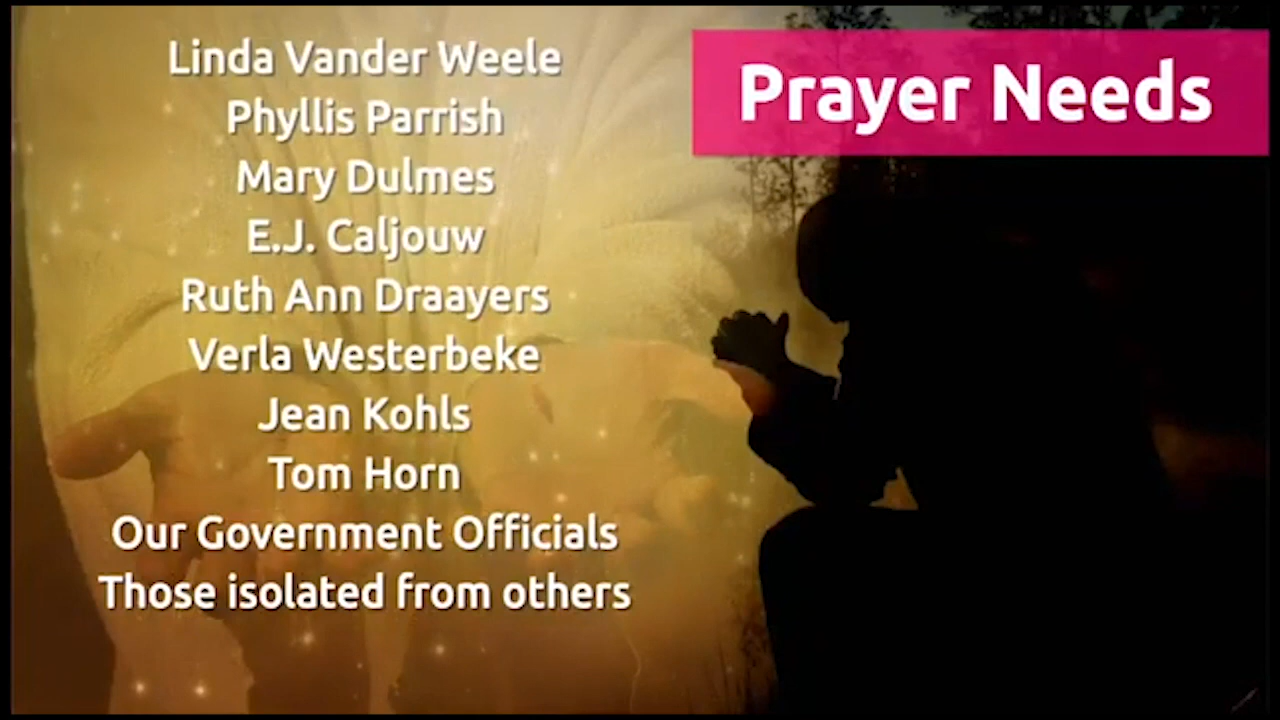 Prayer Needs
Linda Vander Weele
Phyllis Parrish
Mary Dulmes
E.J. Caljouw
Ruth Ann Draayers
Verla Westerbeke
Jean Kohls
Tom Horn
Our Government Officials
Those isolated from others